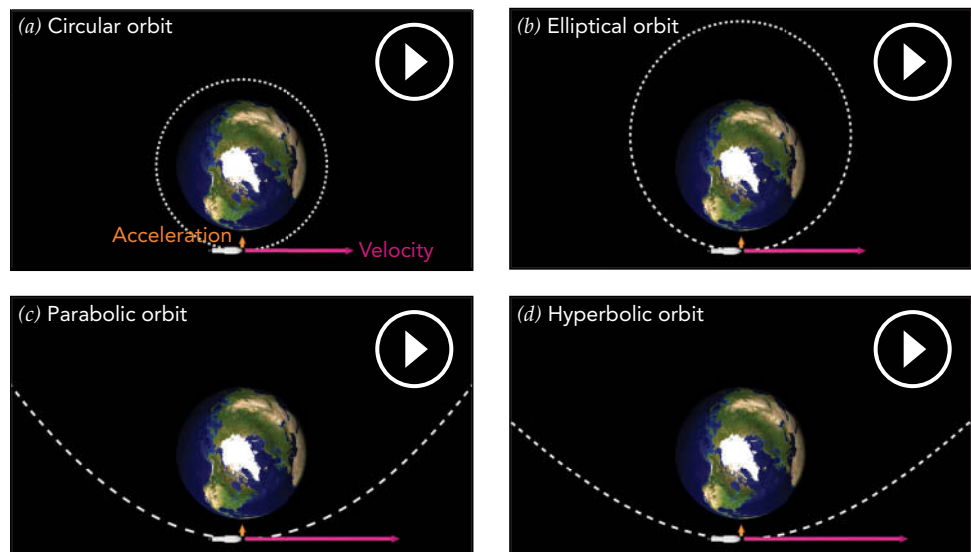 (a) Circular orbit
(b) Elliptical orbit
Acceleration
Velocity
(c) Parabolic orbit
(d) Hyperbolic orbit